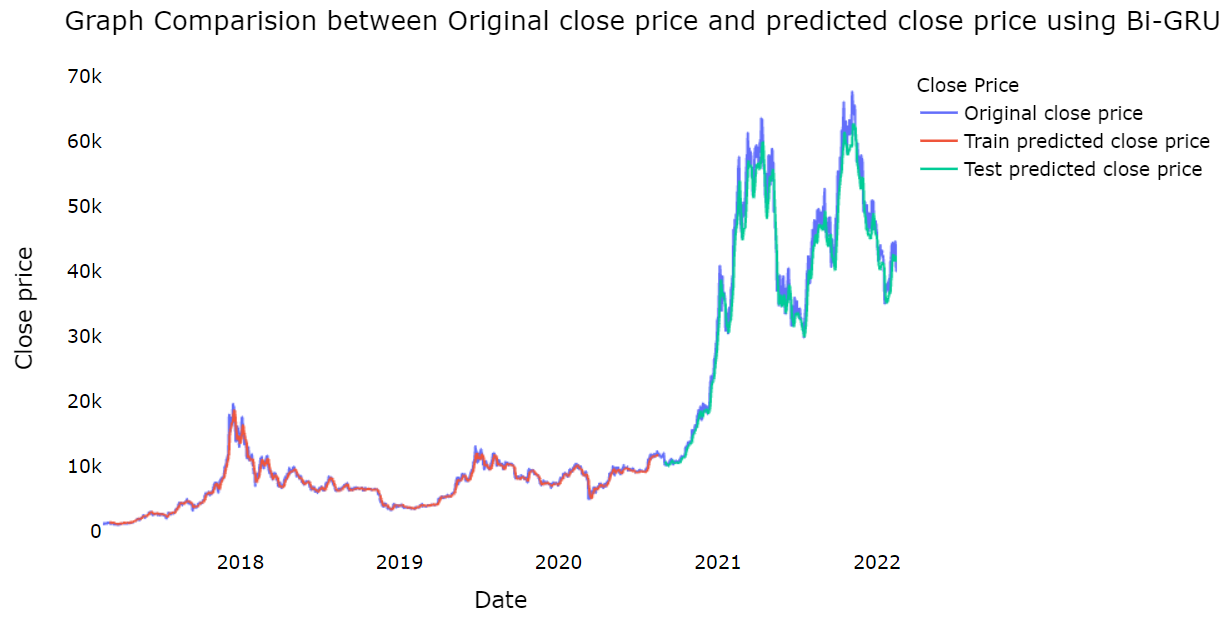 Graph Comparision between Original close price and predicted close price using Bi-GRU
70k
60k
50k
40k
30k
20k
10k
0
Close price
2018
2019
2020
2021
2022
Date
Close Price
Original close price
Train predicted close price
Test predicted close price